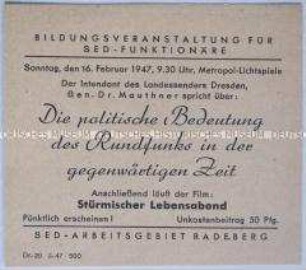 BILDUNGSVERANSTALTUNG FÜR
SED-FUNKTIONÄRE
Sonntag, den 16. Februar 1947, 9.30 Uhr, Metropol-Lichtspiele
Der Intendant des Landessenders Dresden,
Gen. Dr. Mauthner spricht über:
Die politische Bedeutung
des Rundfunks in der
gegenwärtigen Zeit
Anschließend läuft der Film:
Stürmischer Lebensabend
Pünktlich erscheinen! Unkostenbeitrag 50 Pfg.
SED-ARBEITSGEBIET RADEBERG